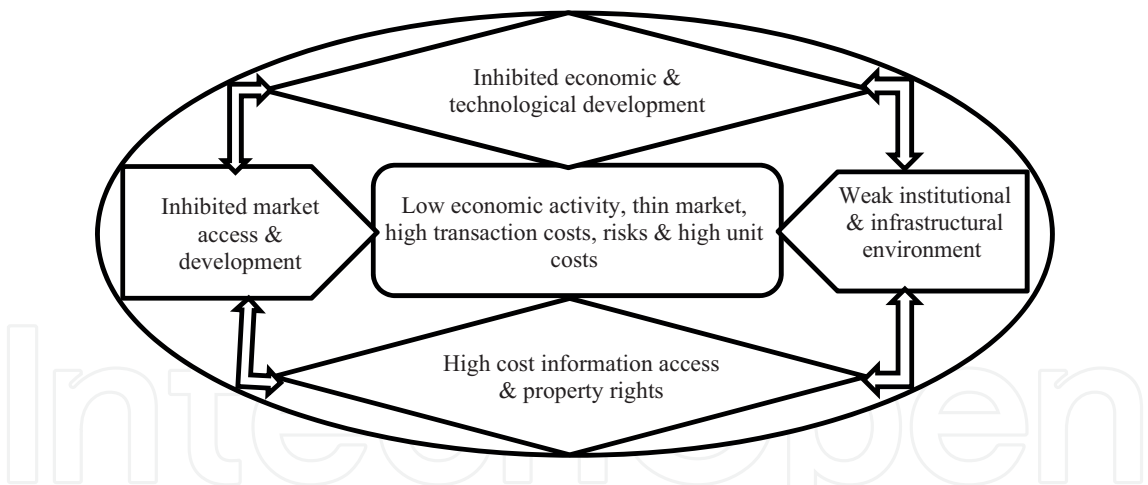 Inhibited economic &
technological development
Inhibited market
access &
development
Low economic activity, thin market,
high transaction costs, risks & high unit
costs
Weak institutional
& infrastructural
environment
High cost information access
& property rights
IntechOpen